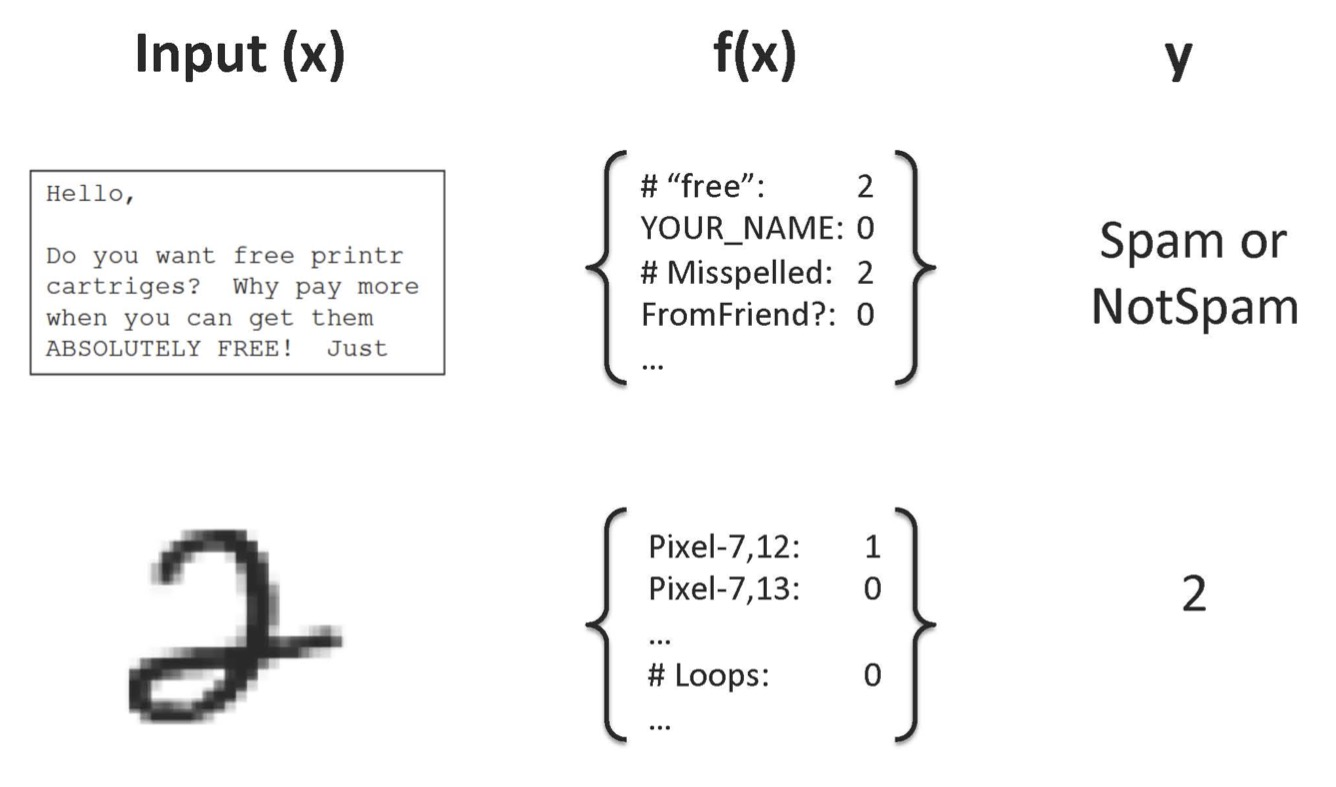 Input (x)
f(x)
y
Hello,
Do you want free printr
cartriges?  Why pay more
when you can get them
ABSOLUTELY FREE!  Just
# “free”: 2
YOUR_NAME: 0
# Misspelled: 2
FromFriend?: 0
...
Spam or
NotSpam
2
Pixel-7,12: 1
Pixel-7,13: 0
...
# Loops: 0
...
2